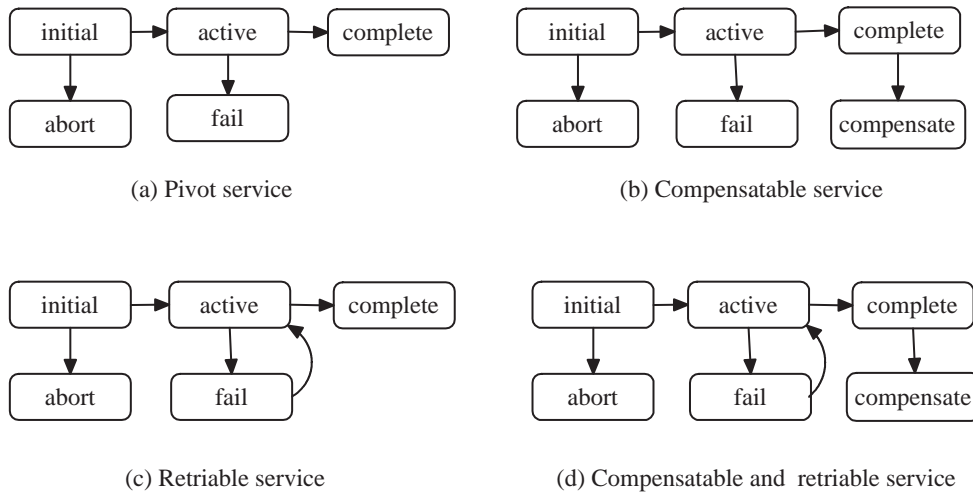 initial active complete
abort fail
(a) Pivot service
initial active complete
abort fail compensate
(b) Compensatable service
initial active complete
abort fail
(c) Retriable service
initial active complete
abort fail compensate
(d) Compensatable and retriable service